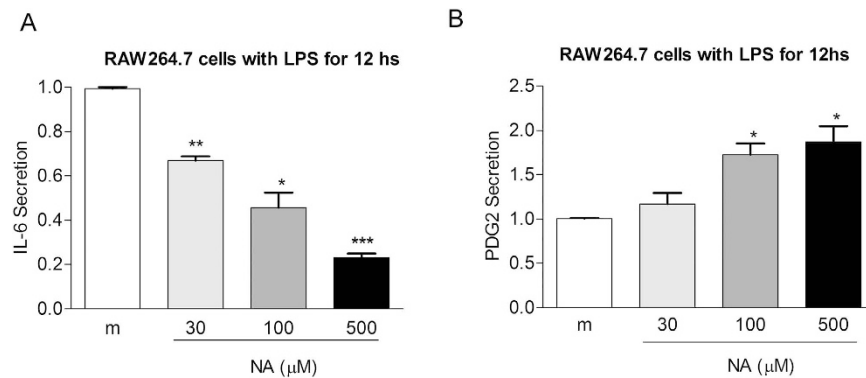 A
RAW264.7 cells with LPS for 12 hs
IL-6 Secretion
1.0
0.8
0.6
0.4
0.2
0.0
**
*
***
m 30 100 500
NA (μM)
B
RAW264.7 cells with LPS for 12hs
PDG2 Secretion
2.5
2.0
1.5
1.0
0.5
0.0
*
*
m 30 100 500
NA (μM)